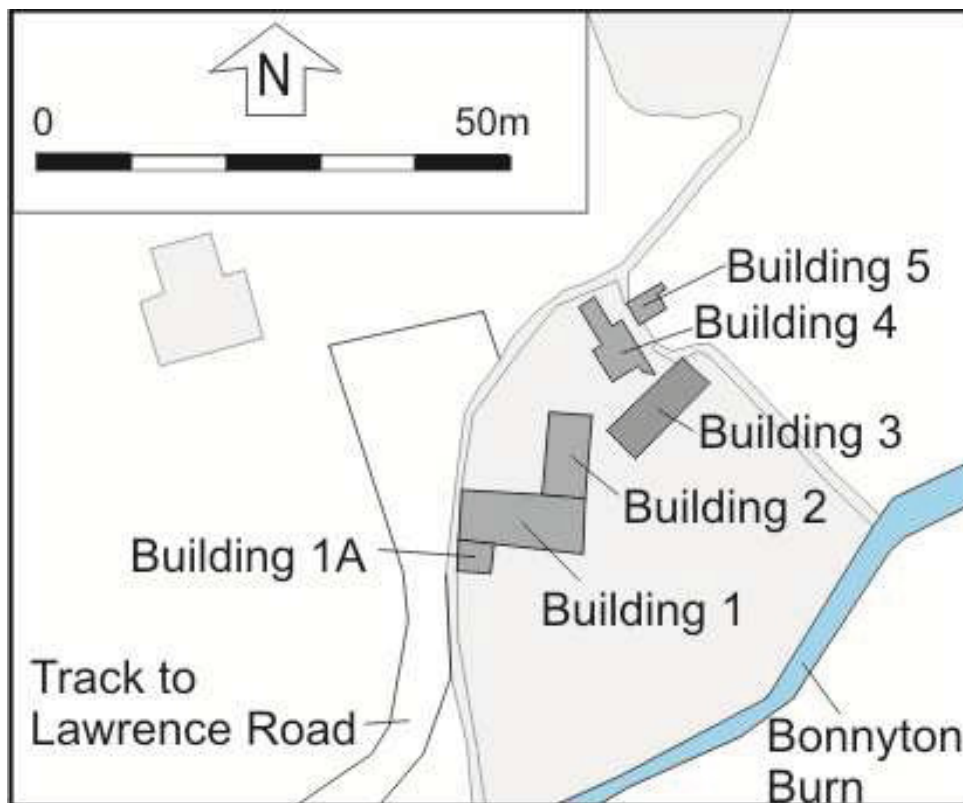 N
0 50m
Building 5
Building 4
Building 3
Building 2
Building 1A
Building 1
Track to
Lawrence Road
Bonnyton
Burn